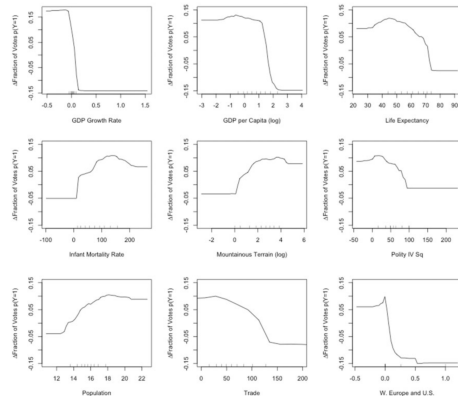 ΔFraction of Votes p(Y=1)
-0.15 -0.05 0.05 0.15
-0.5 0.0 0.5 1.0 1.5
GDP Growth Rate
ΔFraction of Votes p(Y=1)
-0.15 -0.05 0.05 0.15
-3 -2 -1 0 1 2 3 4
GDP per Capita (log)
ΔFraction of Votes p(Y=1)
-0.15 -0.05 0.05 0.15
20 30 40 50 60 70 80 90
Life Expectancy
ΔFraction of Votes p(Y=1)
-0.15 -0.05 0.05 0.15
-100 0 100 200
Infant Mortality Rate
ΔFraction of Votes p(Y=1)
-0.15 -0.05 0.05 0.15
-2 0 2 4 6
Mountainous Terrain (log)
ΔFraction of Votes p(Y=1)
-0.15 -0.05 0.05 0.15
-50 0 50 100 200
Polity IV Sq
ΔFraction of Votes p(Y=1)
-0.15 -0.05 0.05 0.15
12 14 16 18 20 22
Population
ΔFraction of Votes p(Y=1)
-0.15 -0.05 0.05 0.15
0 50 100 150 200
Trade
ΔFraction of Votes p(Y=1)
-0.15 -0.05 0.05 0.15
-0.5 0.0 0.5 1.0
W. Europe and U.S.